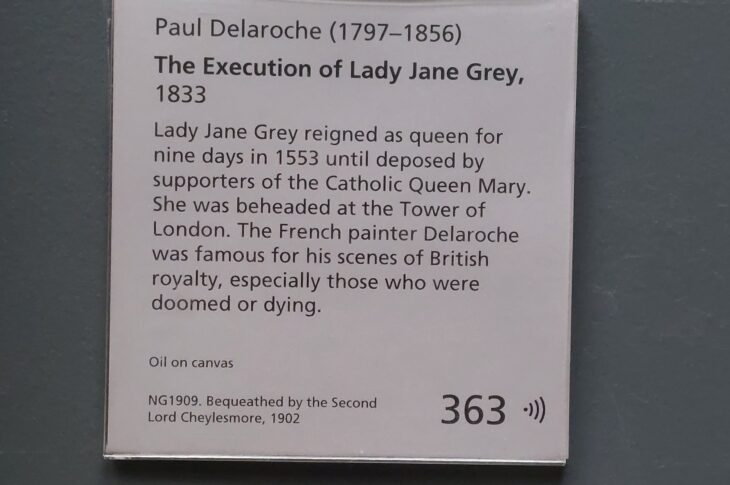 Paul Delaroche (1797–1856)
The Execution of Lady Jane Grey,
1833
Lady Jane Grey reigned as queen for
nine days in 1553 until deposed by
supporters of the Catholic Queen Mary.
She was beheaded at the Tower of
London. The French painter Delaroche
was famous for his scenes of British
royalty, especially those who were
doomed or dying.
Oil on canvas
NG1909. Bequeathed by the Second
Lord Cheylesmore, 1902
363